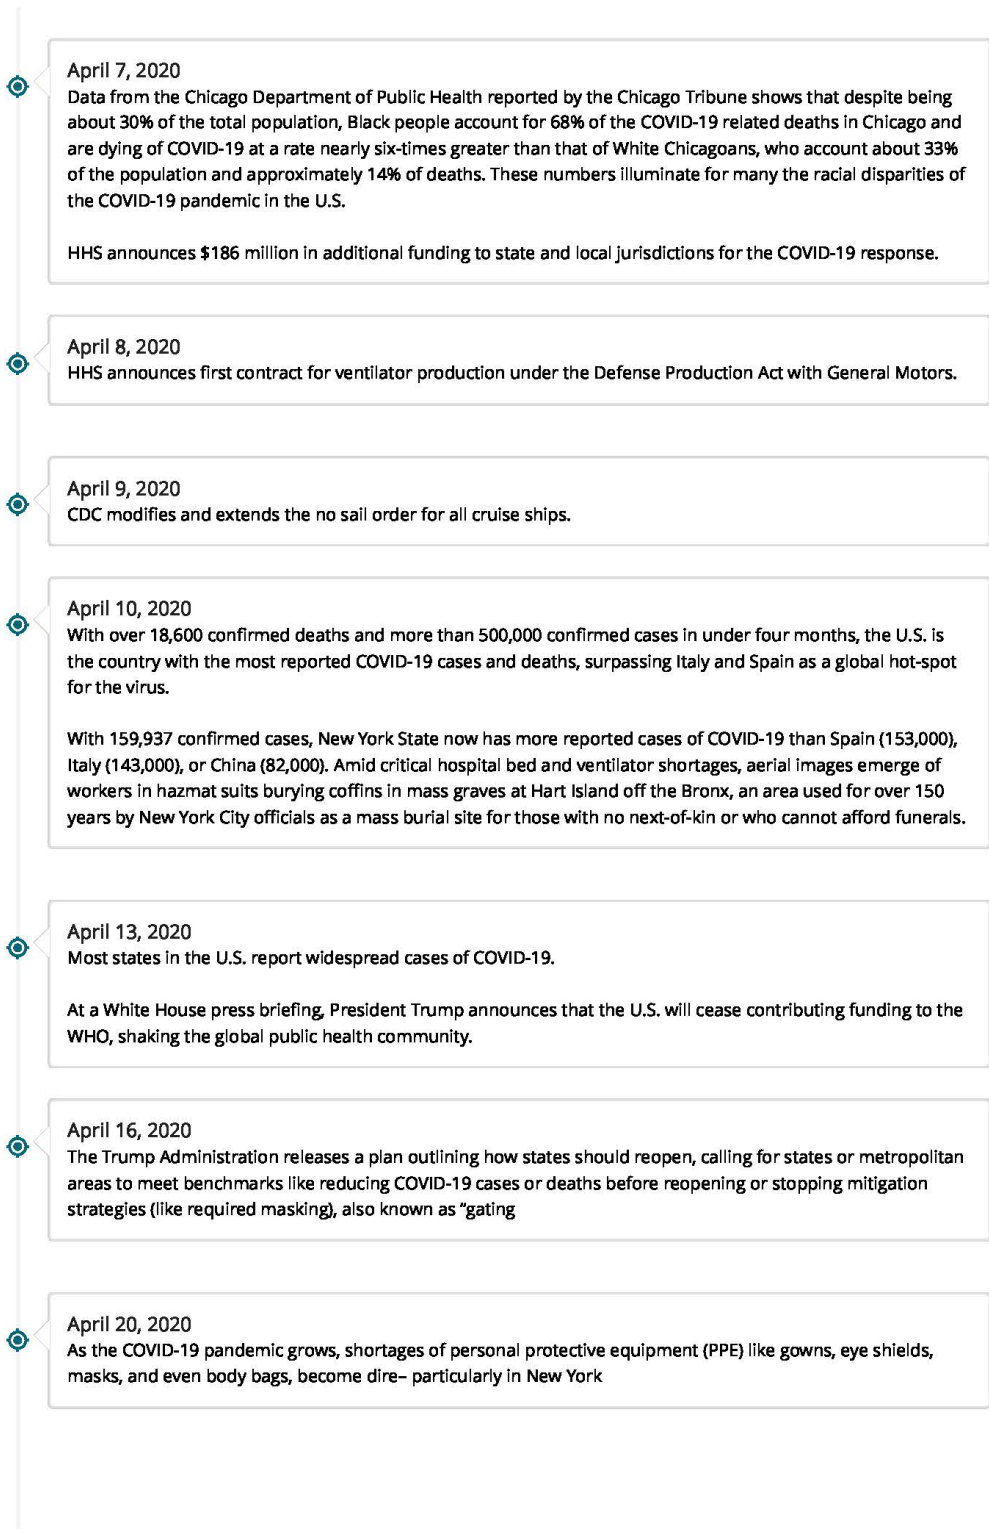 April 7, 2020
Data from the Chicago Department of Public Health reported by the Chicago Tribune shows that despite being
about 30% of the total population, Black people account for 68% of the COVID-19 related deaths in Chicago and
are dying of COVID-19 at a rate nearly six-times greater than that of White Chicagoans, who account about 33%
of the population and approximately 14% of deaths. These numbers illuminate for many the racial disparities of
the COVID-19 pandemic in the U.S.
HHS announces $186 million in additional funding to state and local jurisdictions for the COVID-19 response.
April 8, 2020
HHS announces first contract for ventilator production under the Defense Production Act with General Motors.
April 9, 2020
CDC modifies and extends the no sail order for all cruise ships.
April 10, 2020
With over 18,600 confirmed deaths and more than 500,000 confirmed cases in under four months, the U.S. is
the country with the most reported COVID-19 cases and deaths, surpassing Italy and Spain as a global hot-spot
for the virus.
With 159,937 confirmed cases, New York State now has more reported cases of COVID-19 than Spain (153,000),
Italy (143,000), or China (82,000). Amid critical hospital bed and ventilator shortages, aerial images emerge of
workers in hazmat suits burying coffins in mass graves at Hart Island off the Bronx, an area used for over 150
years by New York City officials as a mass burial site for those with no next-of-kin or who cannot afford funerals.
April 13, 2020
Most states in the U.S. report widespread cases of COVID-19.
At a White House press briefing, President Trump announces that the U.S. will cease contributing funding to the
WHO, shaking the global public health community.
April 16, 2020
The Trump Administration releases a plan outlining how states should reopen, calling for states or metropolitan
areas to meet benchmarks like reducing COVID-19 cases or deaths before reopening or stopping mitigation
strategies (like required masking), also known as “gating
April 20, 2020
As the COVID-19 pandemic grows, shortages of personal protective equipment (PPE) like gowns, eye shields,
masks, and even body bags, become dire– particularly in New York